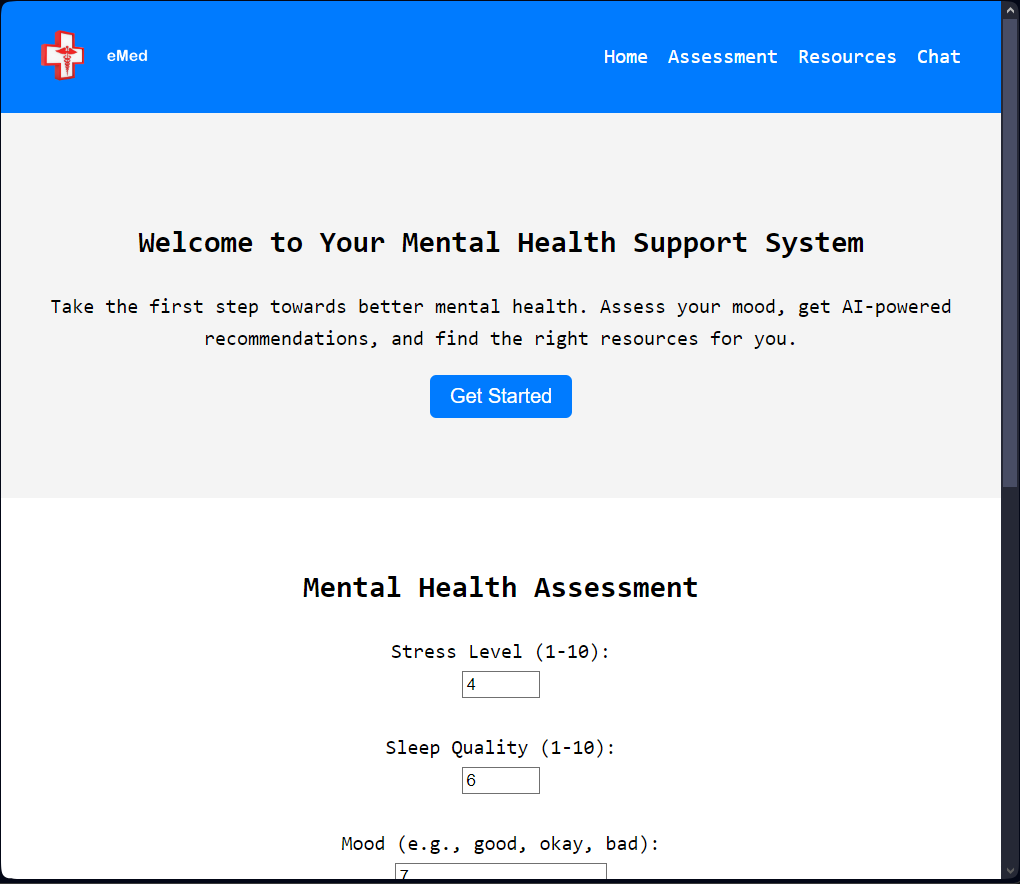 eMed
Home Assessment Resources Chat
Welcome to Your Mental Health Support System
Take the first step towards better mental health. Assess your mood, get AI-powered
recommendations, and find the right resources for you.
Get Started
Mental Health Assessment
Stress Level (1-10):
4
Sleep Quality (1-10):
6
Mood (e.g., good, okay, bad):
7